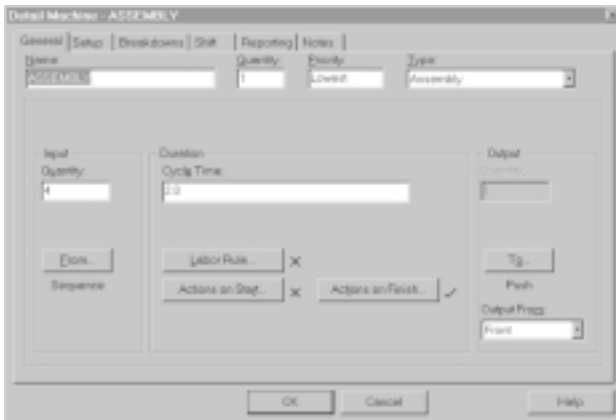 Detail Machine - ASSEMBLY
General Setup Breakdowns Shift Reporting Notes
Name: Quantity: Priority: Type:
ASSEMBLY 1 Lowest Assembly
Input Duration Output
Quantity: Cycle Time: Quantity:
4 2.0
From... Labor Rule... X To...
Sequence Actions on Start... X Actions on Finish... ✓ Push
Output From:
Front
OK Cancel Help